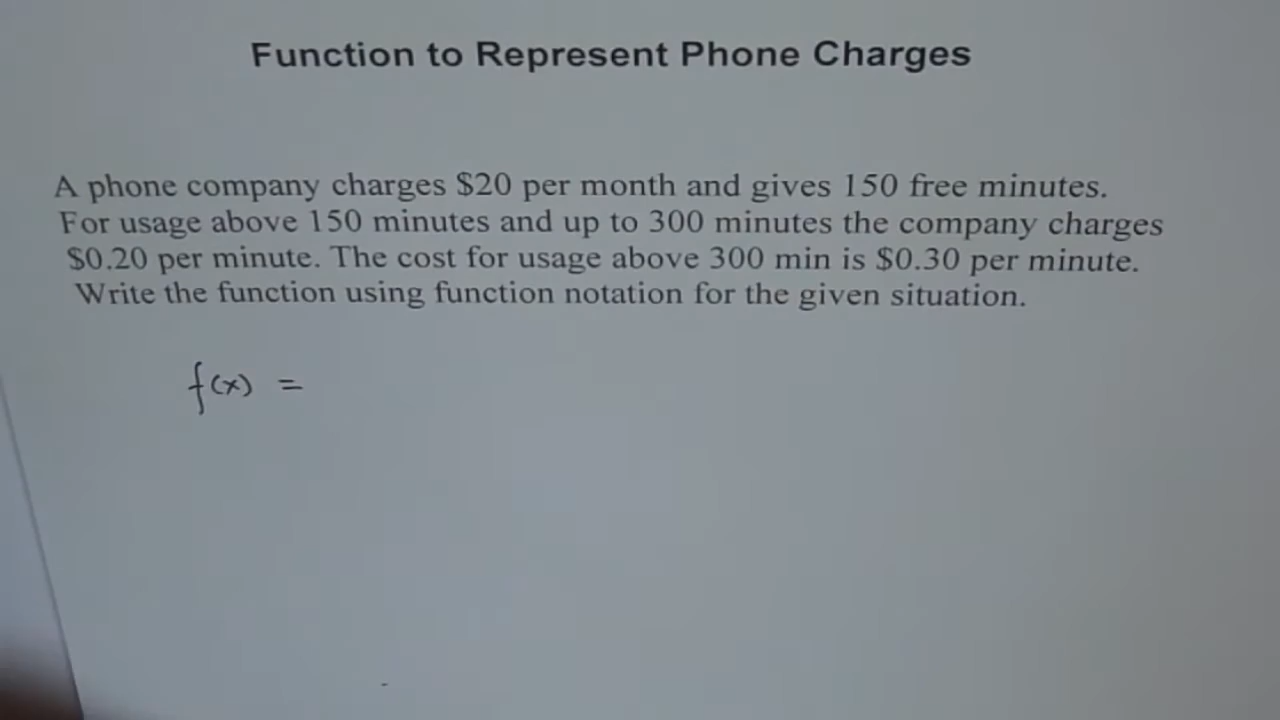 Function to Represent Phone Charges
A phone company charges $20 per month and gives 150 free minutes.
For usage above 150 minutes and up to 300 minutes the company charges
$0.20 per minute. The cost for usage above 300 min is $0.30 per minute.
Write the function using function notation for the given situation.
f(x) =